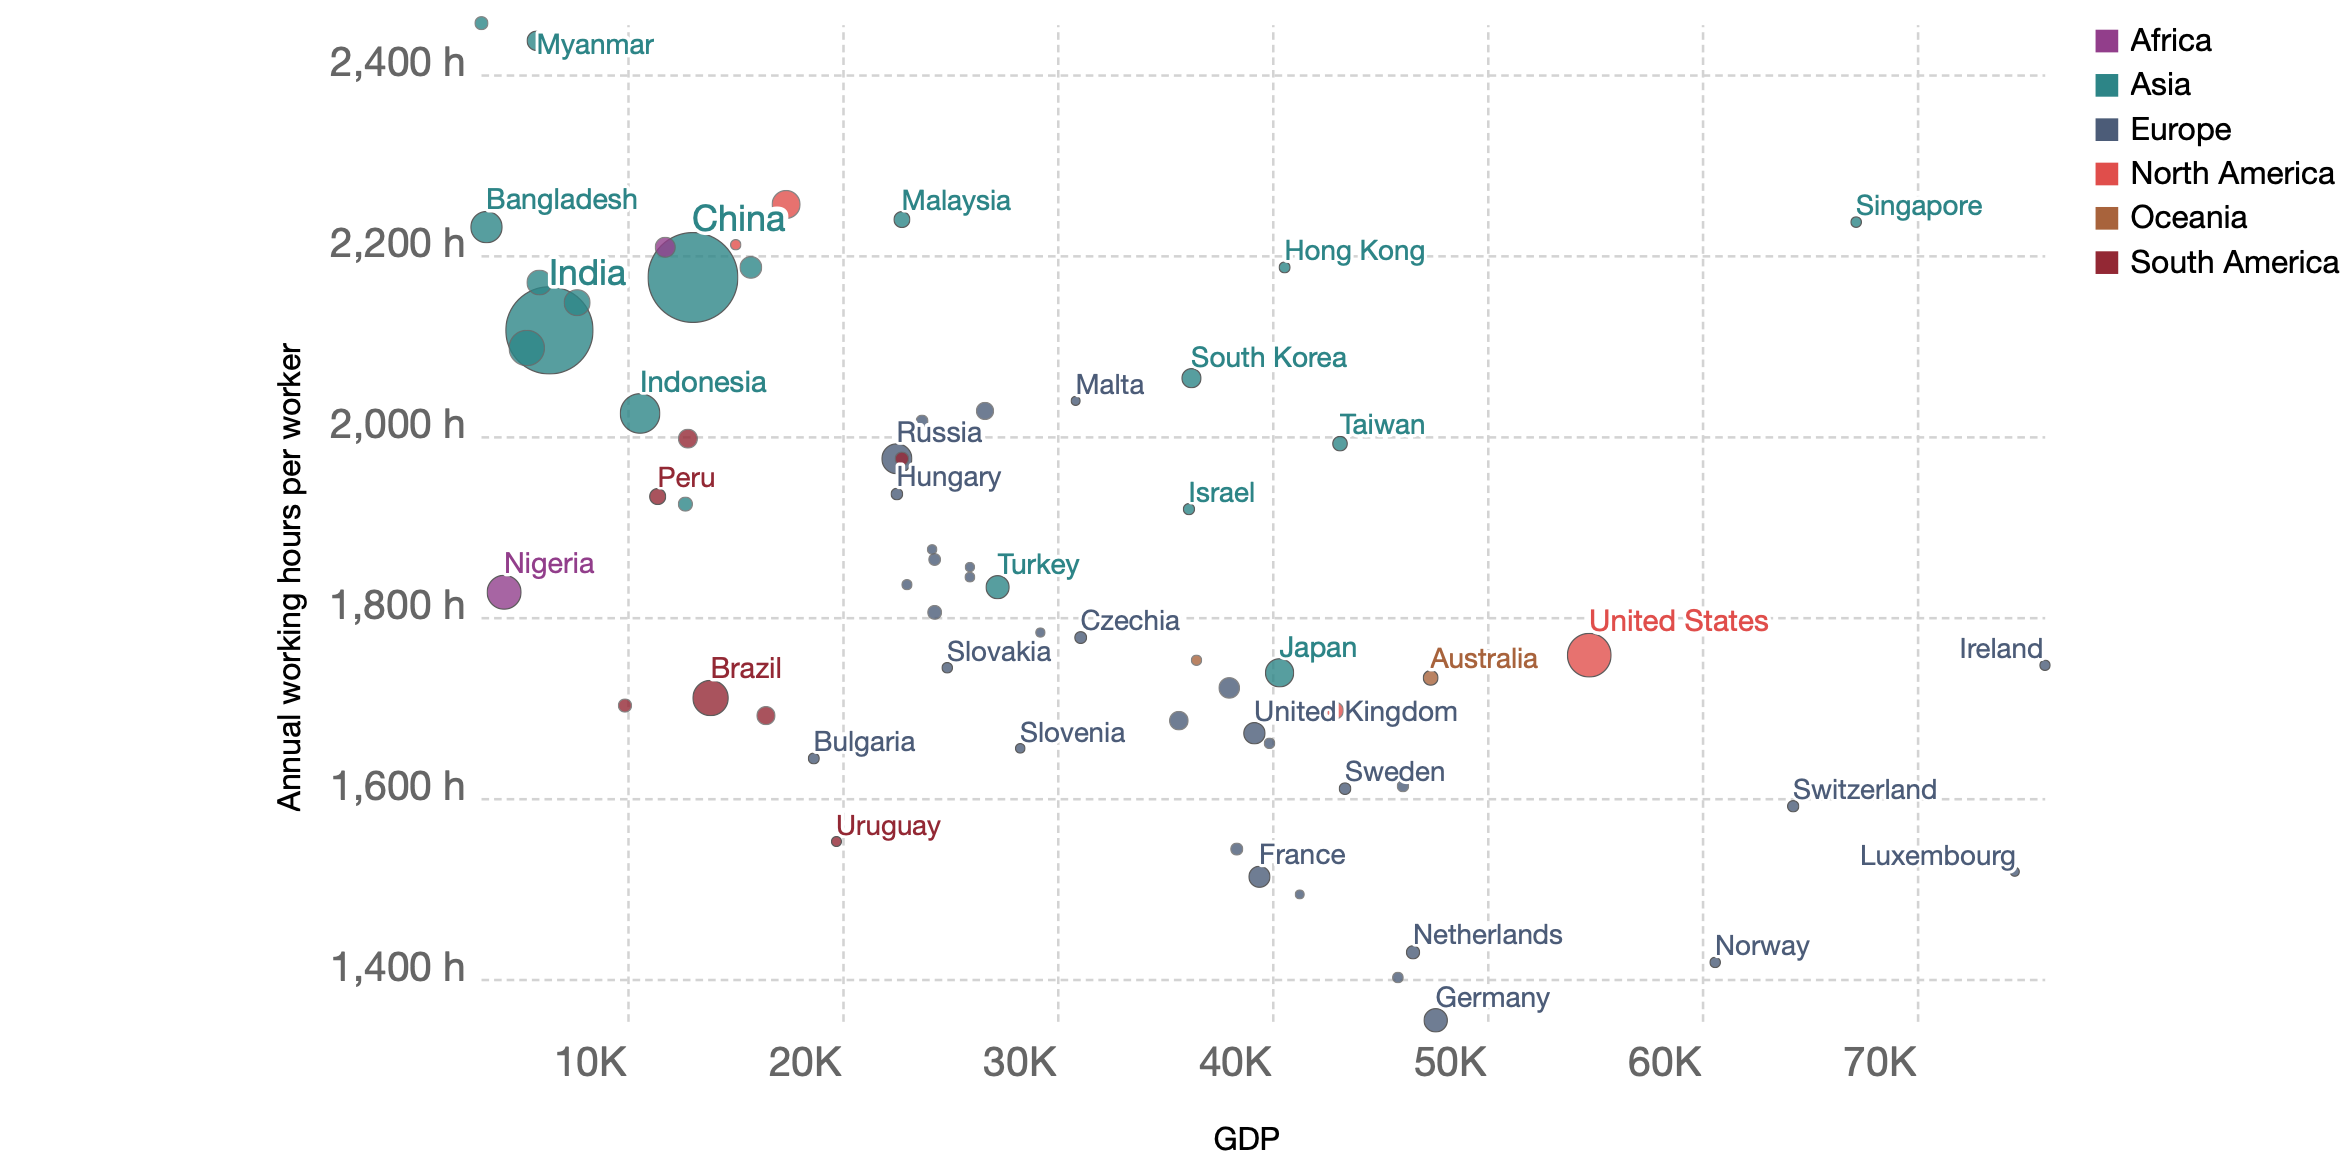 Myanmar
2,400 h
Bangladesh
China
Malaysia
Singapore
2,200 h
Hong Kong
India
South Korea
Indonesia
Malta
2,000 h
Russia
Taiwan
Hungary
Peru
Israel
Nigeria
Turkey
1,800 h
Czechia
United States
Slovakia
Japan
Australia
Ireland
Brazil
United Kingdom
Bulgaria
Slovenia
1,600 h
Sweden
Switzerland
Uruguay
France
Luxembourg
Netherlands
Norway
1,400 h
Germany
Annual working hours per worker
10K
20K
30K
40K
50K
60K
70K
GDP
Africa
Asia
Europe
North America
Oceania
South America